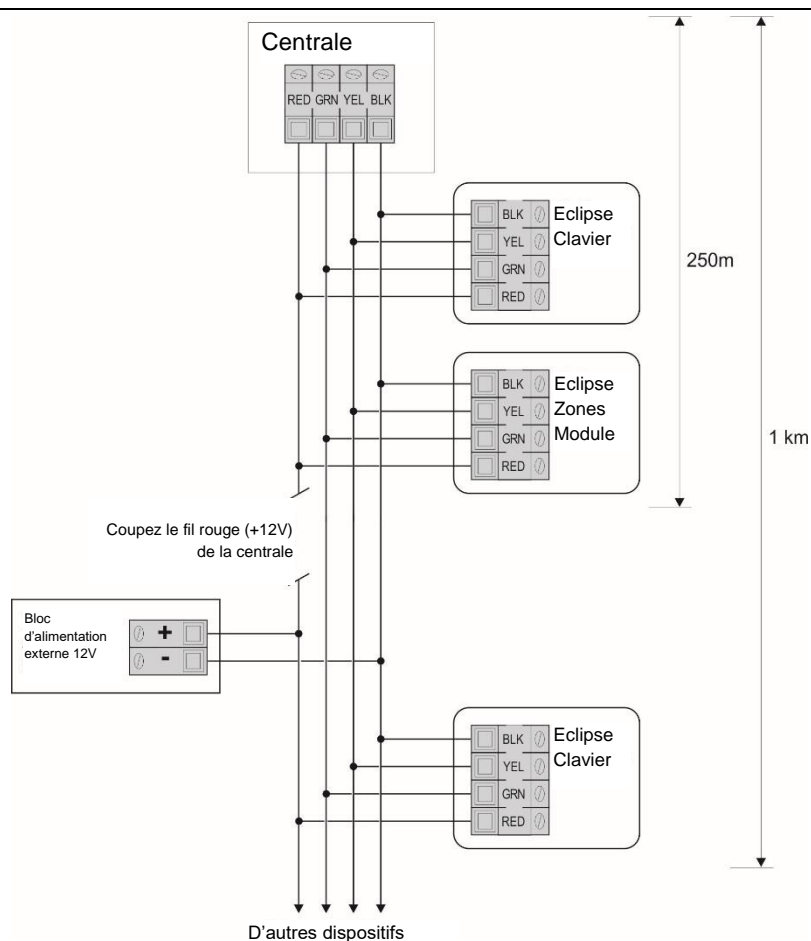 Centrale
RED GRN YEL BLK
BLK
YEL
GRN
RED
Eclipse
Clavier
250m
BLK
YEL
GRN
RED
Eclipse
Zones
Module
1 km
Coupez le fil rouge (+12V)
de la centrale
Bloc
d'alimentation
externe 12V
+
-
BLK
YEL
GRN
RED
Eclipse
Clavier
D'autres dispositifs